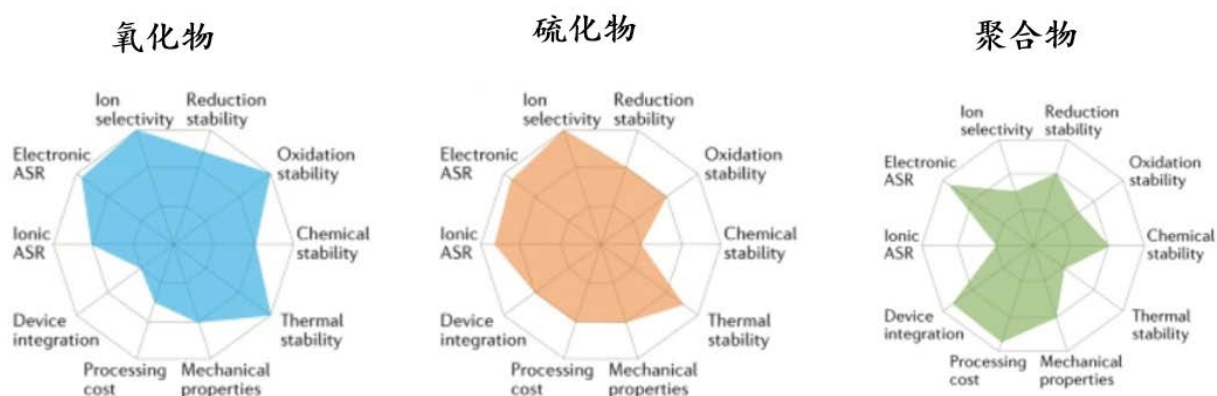 氧化物
Ion
selectivity
Reduction
stability
Electronic
ASR
Oxidation
stability
Ionic
ASR
Chemical
stability
Device
integration
Thermal
stability
Processing
cost
Mechanical
properties
硫化物
Ion
selectivity
Reduction
stability
Electronic
ASR
Oxidation
stability
Ionic
ASR
Chemical
stability
Device
integration
Thermal
stability
Processing
cost
Mechanical
properties
聚合物
Ion
selectivity
Reduction
stability
Electronic
ASR
Oxidation
stability
Ionic
ASR
Chemical
stability
Device
integration
Thermal
stability
Processing
cost
Mechanical
properties